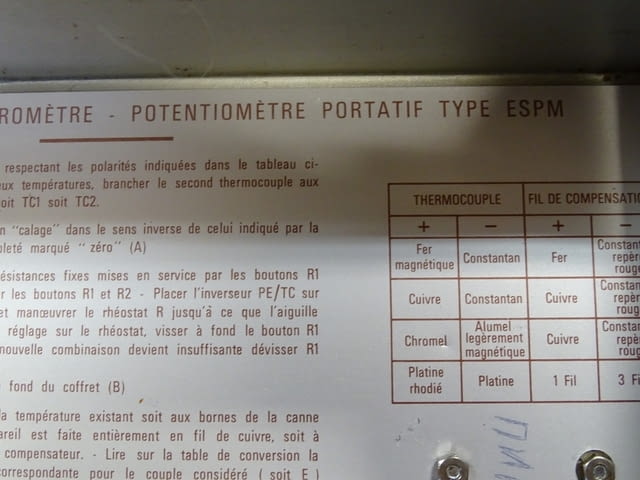 ROMÈTRE - POTENTIOMÈTRE PORTATIF TYPE ESPM
respectant les polarités indiquées dans le tableau ci-
eux températures, brancher le second thermocouple aux
oit TC1 soit TC2.
n "calage" dans le sens inverse de celui indiqué par la
pleté marqué "zéro" (A)
ésistances fixes mises en service par les boutons R1
r les boutons R1 et R2 - Placer l'inverseur PE/TC sur
et manœuvrer le rhéostat R jusqu'à ce que l'aiguille
réglage sur le rhéostat, visser à fond le bouton R1
nouvelle combinaison devient insuffisante dévisser R1
fond du coffret (B)
la température existant soit aux bornes de la canne
areil est faite entièrement en fil de cuivre, soit à
compensateur. - Lire sur la table de conversion la
correspondante pour le couple considéré ( soit E )
THERMOCOUPLE FIL DE COMPENSATIO
+ - + -
Fer magnétique Constantan Fer Constant repèr roug
Cuivre Constantan Cuivre Constan repèr roug
Chromel Alumel legèrement magnétique Cuivre Constan repèr roug
Platine rhodié Platine 1 Fil 3 Fi